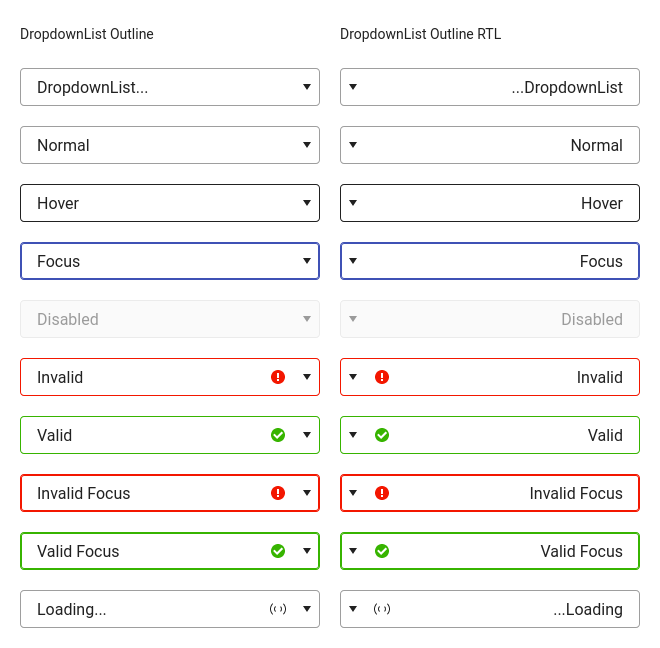 DropdownList Outline
DropdownList Outline RTL
DropdownList...
...DropdownList
Normal
Normal
Hover
Hover
Focus
Focus
Disabled
Disabled
Invalid
Invalid
Valid
Valid
Invalid Focus
Invalid Focus
Valid Focus
Valid Focus
Loading...
...Loading